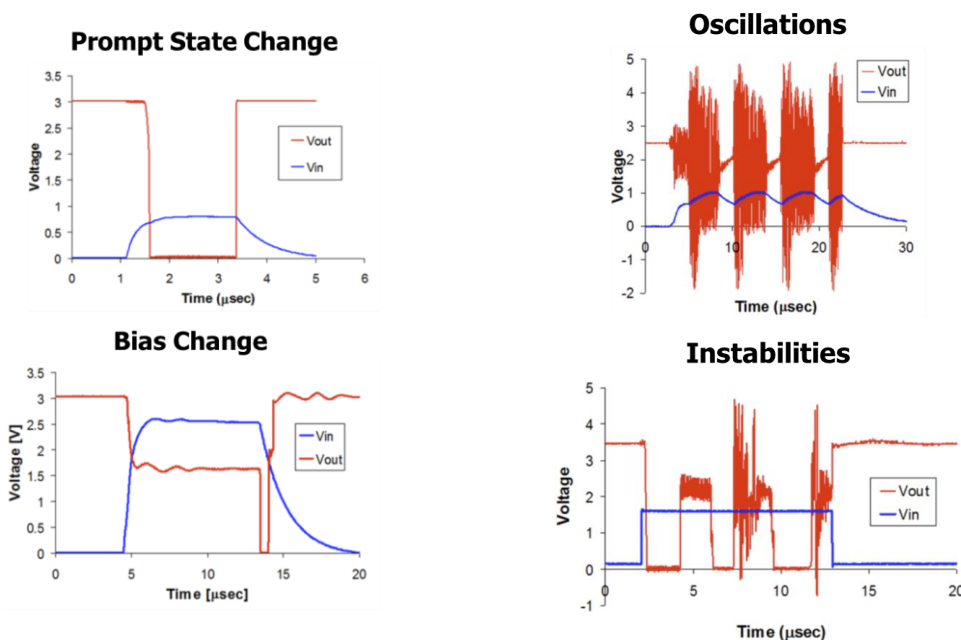 Prompt State Change
3.5
3
2.5
2
1.5
1
0.5
0
Voltage
Vout
Vin
0 1 2 3 4 5 6
Time (μsec)
Oscillations
5
4
3
2
1
0
-1
-2
Voltage
Vout
Vin
0 10 20 30
Time (μsec)
Bias Change
3.5
3
2.5
2
1.5
1
0.5
0
Voltage [V]
Vin
Vout
0 5 10 15 20
Time [μsec]
Instabilities
5
4
3
2
1
0
-1
Voltage
Vout
Vin
0 5 10 15 20
Time (μsec)